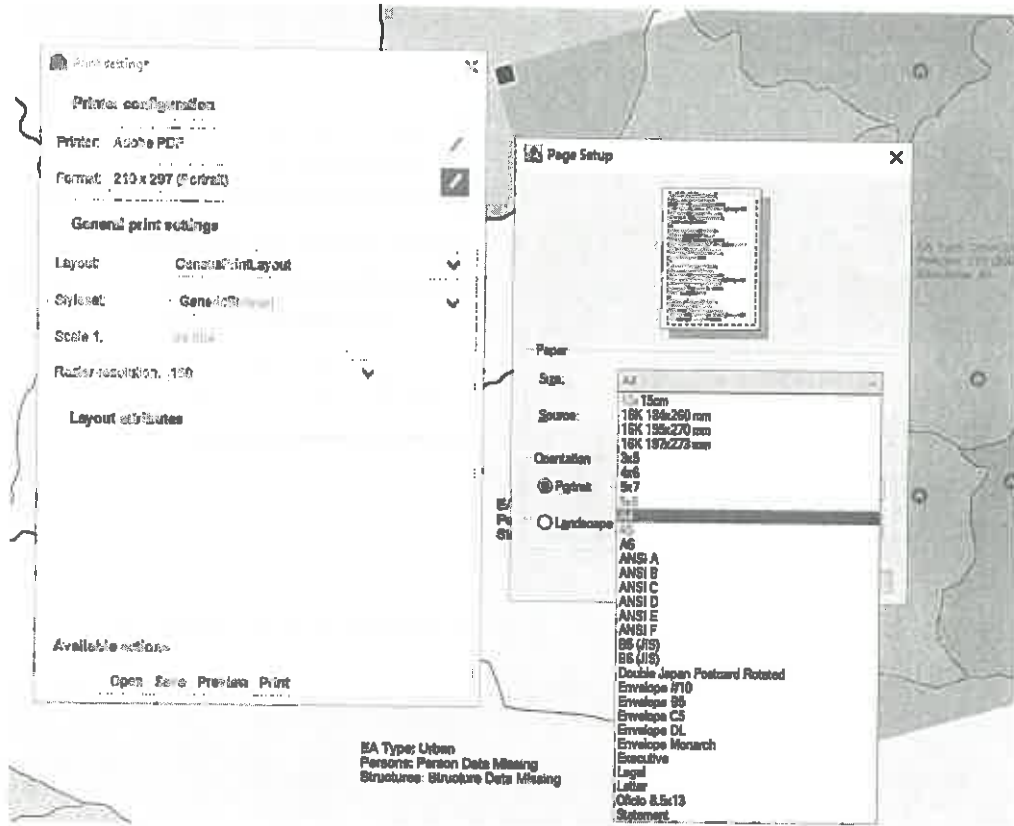 Print settings
Printer configuration
Printer: Adobe PDF
Format: 210 x 297 (Portrait)
General print settings
Layout: GeneralPrintLayout
Styleset:
Scale 1:
Raster resolution: 150
Layout attributes
Available actions
Open Save Preview Print
Page Setup
Paper
Size: A4
Source:
Orientation
Portrait
Landscape
15cm
16K 184x260 mm
16K 195x270 mm
16K 197x273 mm
3x5
4x6
5x7
A6
ANSI A
ANSI B
ANSI C
ANSI D
ANSI E
ANSI F
B5 (JIS)
B6 (JIS)
Double Japan Postcard Rotated
Envelope #10
Envelope B5
Envelope C5
Envelope DL
Envelope Monarch
Executive
Legal
Letter
Oficio 8.5x13
Statement
EA Type: Urban
Persons: Person Data Missing
Structures: Structure Data Missing